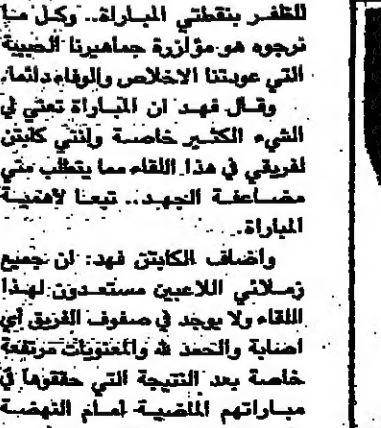 للظفر بنقطتي المباراة.. وكل ما
نرجوه هو مؤازرة جماهيرنا الحبيبة
التي عودتنا الاخلاص والوفاء دائما.
وقال فهد ان المباراة تعني لي
الشيء الكثير خاصة وانني كابتن
لفريقي في هذا اللقاء مما يتطلب مني
مضاعفة الجهد.. تبعا لأهمية
المباراة.
واضاف الكابتن فهد: ان جميع
زملائي اللاعبين مستعدون لهذا
اللقاء ولا يوجد في صفوف الفريق أي
اصابة والحمد لله والمعنويات مرتفعة
خاصة بعد النتيجة التي حققوها في
مباراتهم الماضية امام النهضة